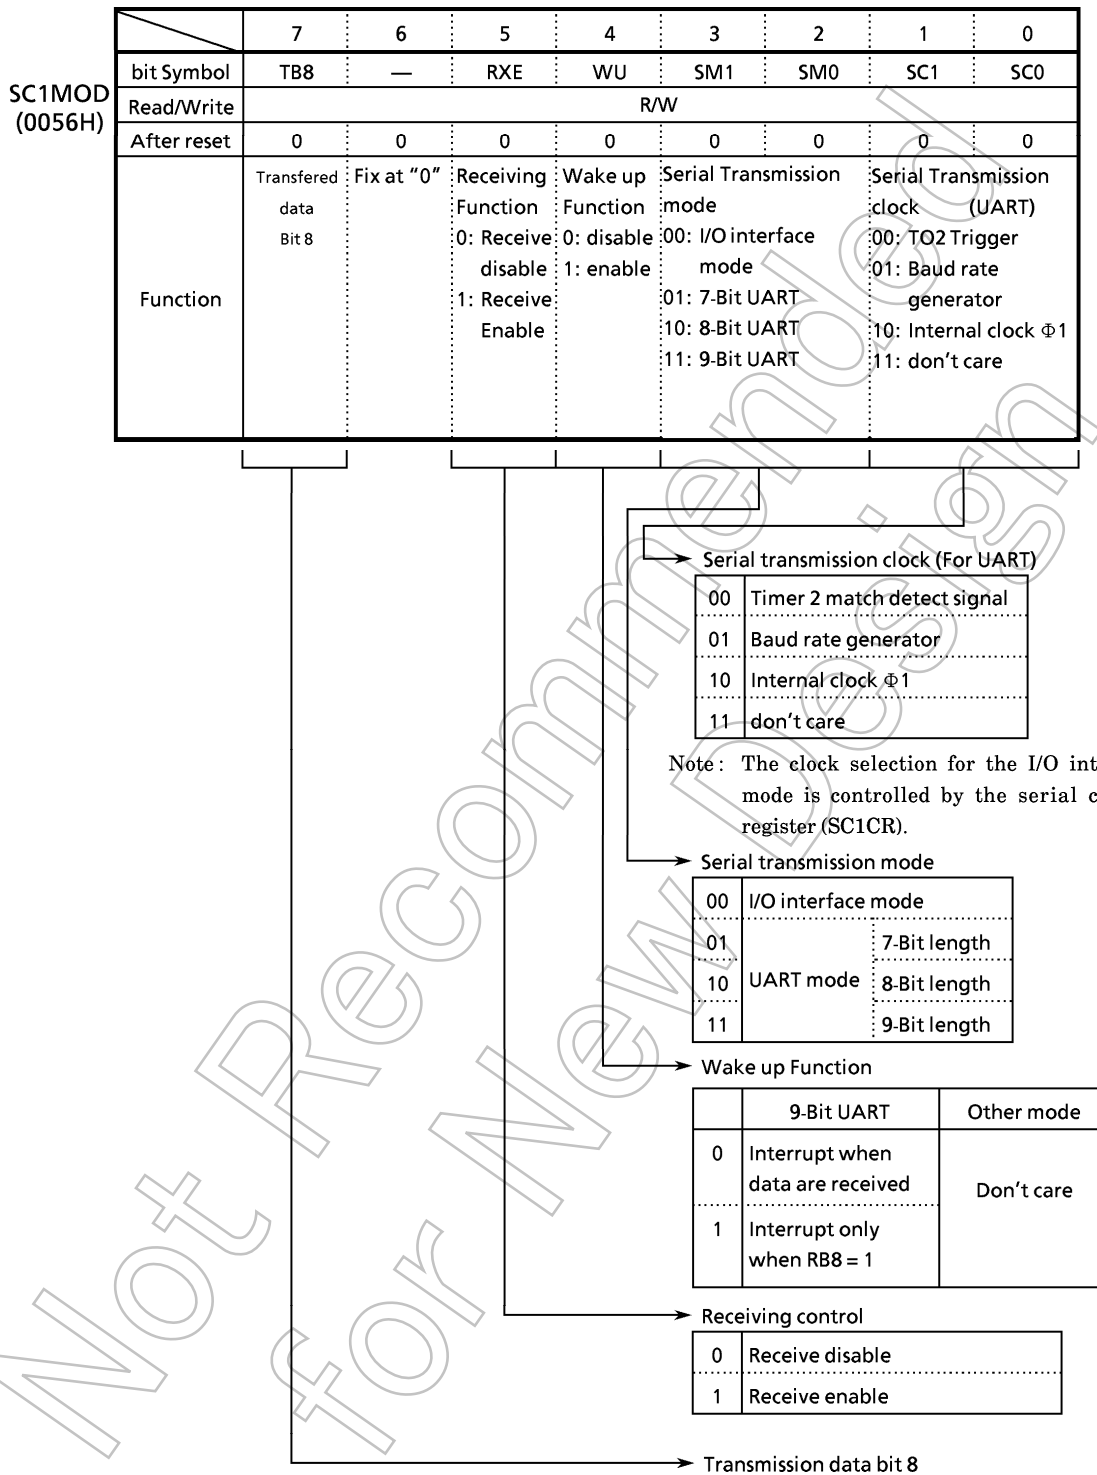 7 6 5 4 3 2 1 0
bit Symbol TB8 — RXE WU SM1 SM0 SC1 SC0
SC1MOD
(0056H)
Read/Write R/W
After reset 0 0 0 0 0 0 0 0
Function
Transfered
data
Bit 8
Fix at “0”
Receiving
Function
0: Receive
disable
1: Receive
Enable
Wake up
Function
0: disable
1: enable
Serial Transmission
mode
00: I/O interface
mode
01: 7-Bit UART
10: 8-Bit UART
11: 9-Bit UART
Serial Transmission
clock (UART)
00: TO2 Trigger
01: Baud rate
generator
10: Internal clock Φ1
11: don't care
Serial transmission clock (For UART)
00 Timer 2 match detect signal
01 Baud rate generator
10 Internal clock Φ1
11 don't care
Note : The clock selection for the I/O int
mode is controlled by the serial c
register (SC1CR).
Serial transmission mode
00 I/O interface mode
01 7-Bit length
10 UART mode 8-Bit length
11 9-Bit length
Wake up Function
9-Bit UART Other mode
0 Interrupt when
data are received
Don't care
1 Interrupt only
when RB8 = 1
Receiving control
0 Receive disable
1 Receive enable
Transmission data bit 8
Not Recommended
for New Design